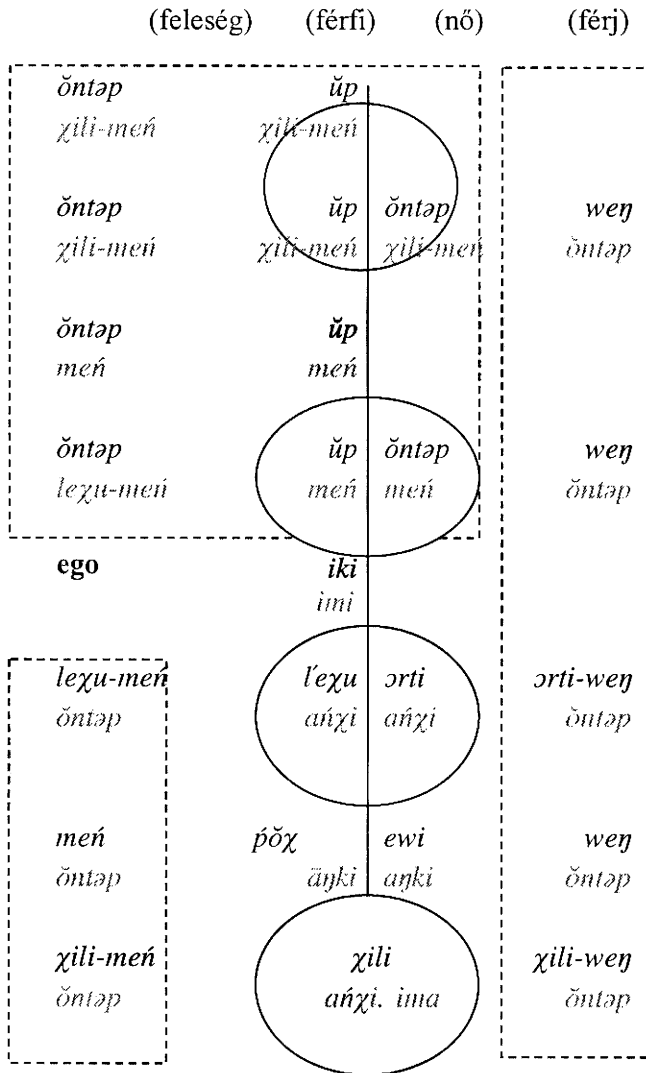 (feleség) (férfi) (nő) (férj)
ŏntəp ŭp
χili-meń χili-meń
ŏntəp ŭp ŏntəp weŋ
χili-meń χili-meń χili-meń ŏntəp
ŏntəp ŭp
meń meń
ŏntəp ŭp ŏntəp weŋ
leχu-meń meń meń ŏntəp
ego iki
imi
leχu-meń l'eχu ɔrti ɔrti-weŋ
ŏntəp ańχi ańχi ŏntəp
meń ṕŏχ ewi weŋ
ŏntəp äŋki aŋki ŏntəp
χili-meń χili χili-weŋ
ŏntəp ańχi. ima ŏntəp